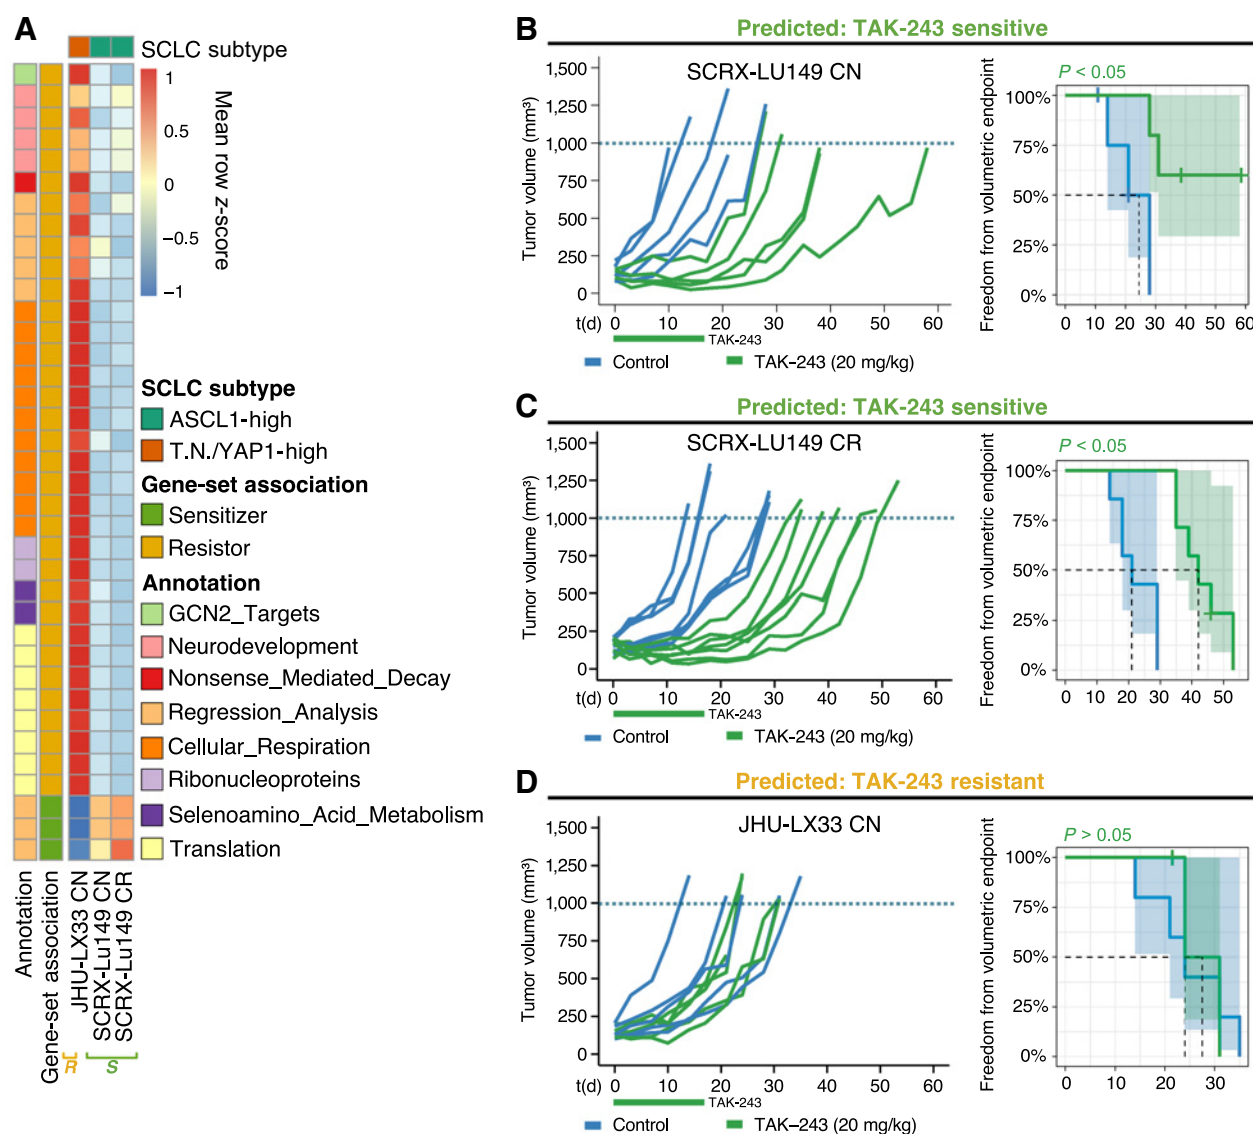 A
SCLC subtype
1
0.5
0
−0.5
−1
Mean row z-score
SCLC subtype
ASCL1-high
T.N./YAP1-high
Gene-set association
Sensitizer
Resistor
Annotation
GCN2_Targets
Neurodevelopment
Nonsense_Mediated_Decay
Regression_Analysis
Cellular_Respiration
Ribonucleoproteins
Selenoamino_Acid_Metabolism
Translation
Annotation
Gene-set association
JHU-LX33 CN
SCRX-Lu149 CN
SCRX-Lu149 CR
R
S
B
Predicted: TAK-243 sensitive
SCRX-LU149 CN
Tumor volume (mm³)
1,500
1,250
1,000
750
500
250
0
t(d)
0 10 20 30 40 50 60
TAK-243
Control
TAK–243 (20 mg/kg)
P < 0.05
Freedom from volumetric endpoint
100%
75%
50%
25%
0%
0 10 20 30 40 50 60
C
Predicted: TAK-243 sensitive
SCRX-LU149 CR
Tumor volume (mm³)
1,500
1,250
1,000
750
500
250
0
t(d)
0 10 20 30 40 50 60
TAK-243
Control
TAK–243 (20 mg/kg)
P < 0.05
Freedom from volumetric endpoint
100%
75%
50%
25%
0%
0 10 20 30 40 50
D
Predicted: TAK-243 resistant
JHU-LX33 CN
Tumor volume (mm³)
1,500
1,250
1,000
750
500
250
0
t(d)
0 10 20 30 40 50 60
TAK-243
Control
TAK–243 (20 mg/kg)
P > 0.05
Freedom from volumetric endpoint
100%
75%
50%
25%
0%
0 10 20 30